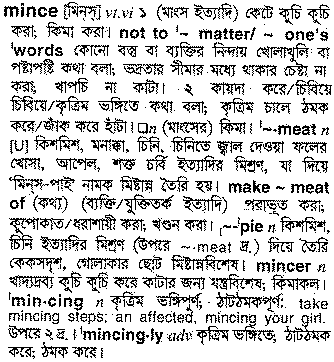 mince [মিন্‌স্‌] vt.vi ১ (মাংস ইত্যাদি) কেটে কুচি কুচি
করা; কিমা করা। not to ~ matter/ ~ one's
words কোনো বস্তু বা ব্যক্তির নিন্দায় খোলাখুলি বা
পষ্টাপষ্টি কথা বলা; ভদ্রতার সীমার মধ্যে থাকার চেষ্টা না
করা, খাপচি না কাটা। ২ কায়দা করে/চিবিয়ে
চিবিয়ে/কৃত্রিম ভঙ্গিতে কথা বলা; কৃত্রিম চালে ঠমক
করে/জাঁক করে হাঁটা। □n (মাংসের) কিমা। '~-meat n
[U] কিশমিশ, মনাক্কা, চিনি, চিনিতে জ্বাল দেওয়া ফলের
খোসা, আপেল, শক্ত চর্বি ইত্যাদির মিশ্রণ, যা দিয়ে
'মিন্‌স-পাই' নামক মিষ্টান্ন তৈরি হয়। make ~ meat
of (কথ্য) (ব্যক্তি/যুক্তিতর্ক ইত্যাদি) পরাভূত করা;
কুপোকাত/ধরাশায়ী করা; খণ্ডন করা। ~-'pie n কিশমিশ,
চিনি ইত্যাদির মিশ্রণ (উপরে ~-meat দ্র.) দিয়ে তৈরি
কেকসদৃশ, গোলাকার ছোট মিষ্টান্নবিশেষ। mincer n
খাদ্যদ্রব্য কুচি কুচি করে কাটার জন্য যন্ত্রবিশেষ; কিমাকল।
'min·cing n কৃত্রিম ভঙ্গিপূর্ণ; ঠাটঠমকপূর্ণ: take
mincing steps; an affected, mincing your girl.
উপরে ২ দ্র.। 'mincing·ly adv কৃত্রিম ভঙ্গিতে; ঠাটঠমক
করে; ঠমক করে।